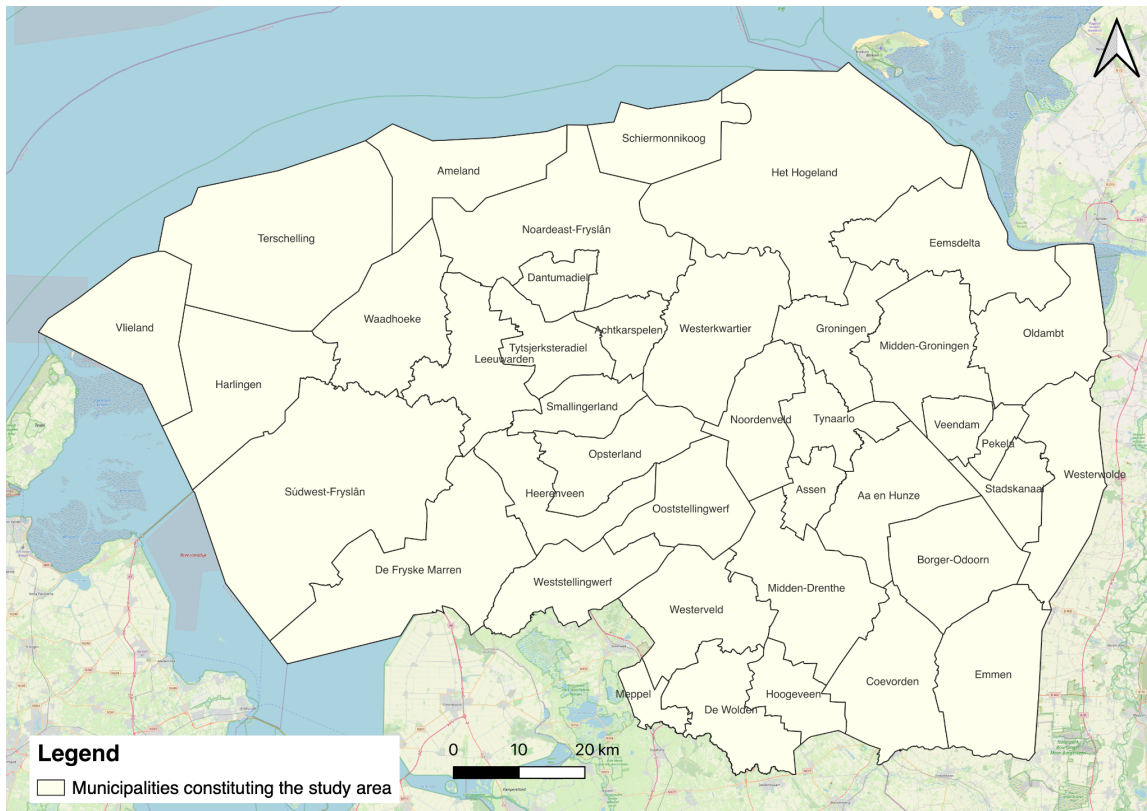 Schiermonnikoog
Ameland
Het Hogeland
Terschelling
Noardeast-Fryslân
Eemsdelta
Dantumadiel
Vlieland
Waadhoeke
Achtkarspelen
Westerkwartier
Groningen
Oldambt
Midden-Groningen
Tytsjerksteradiel
Leeuwarden
Harlingen
Smallingerland
Noordenveld
Tynaarlo
Veendam
Pekela
Opsterland
Westerwolde
Súdwest-Fryslân
Heerenveen
Assen
Aa en Hunze
Stadskanaal
Ooststellingwerf
Borger-Odoorn
De Fryske Marren
Weststellingwerf
Midden-Drenthe
Westerveld
Emmen
Coevorden
Meppel
Hoogeveen
De Wolden
Legend
Municipalities constituting the study area
0 10 20 km